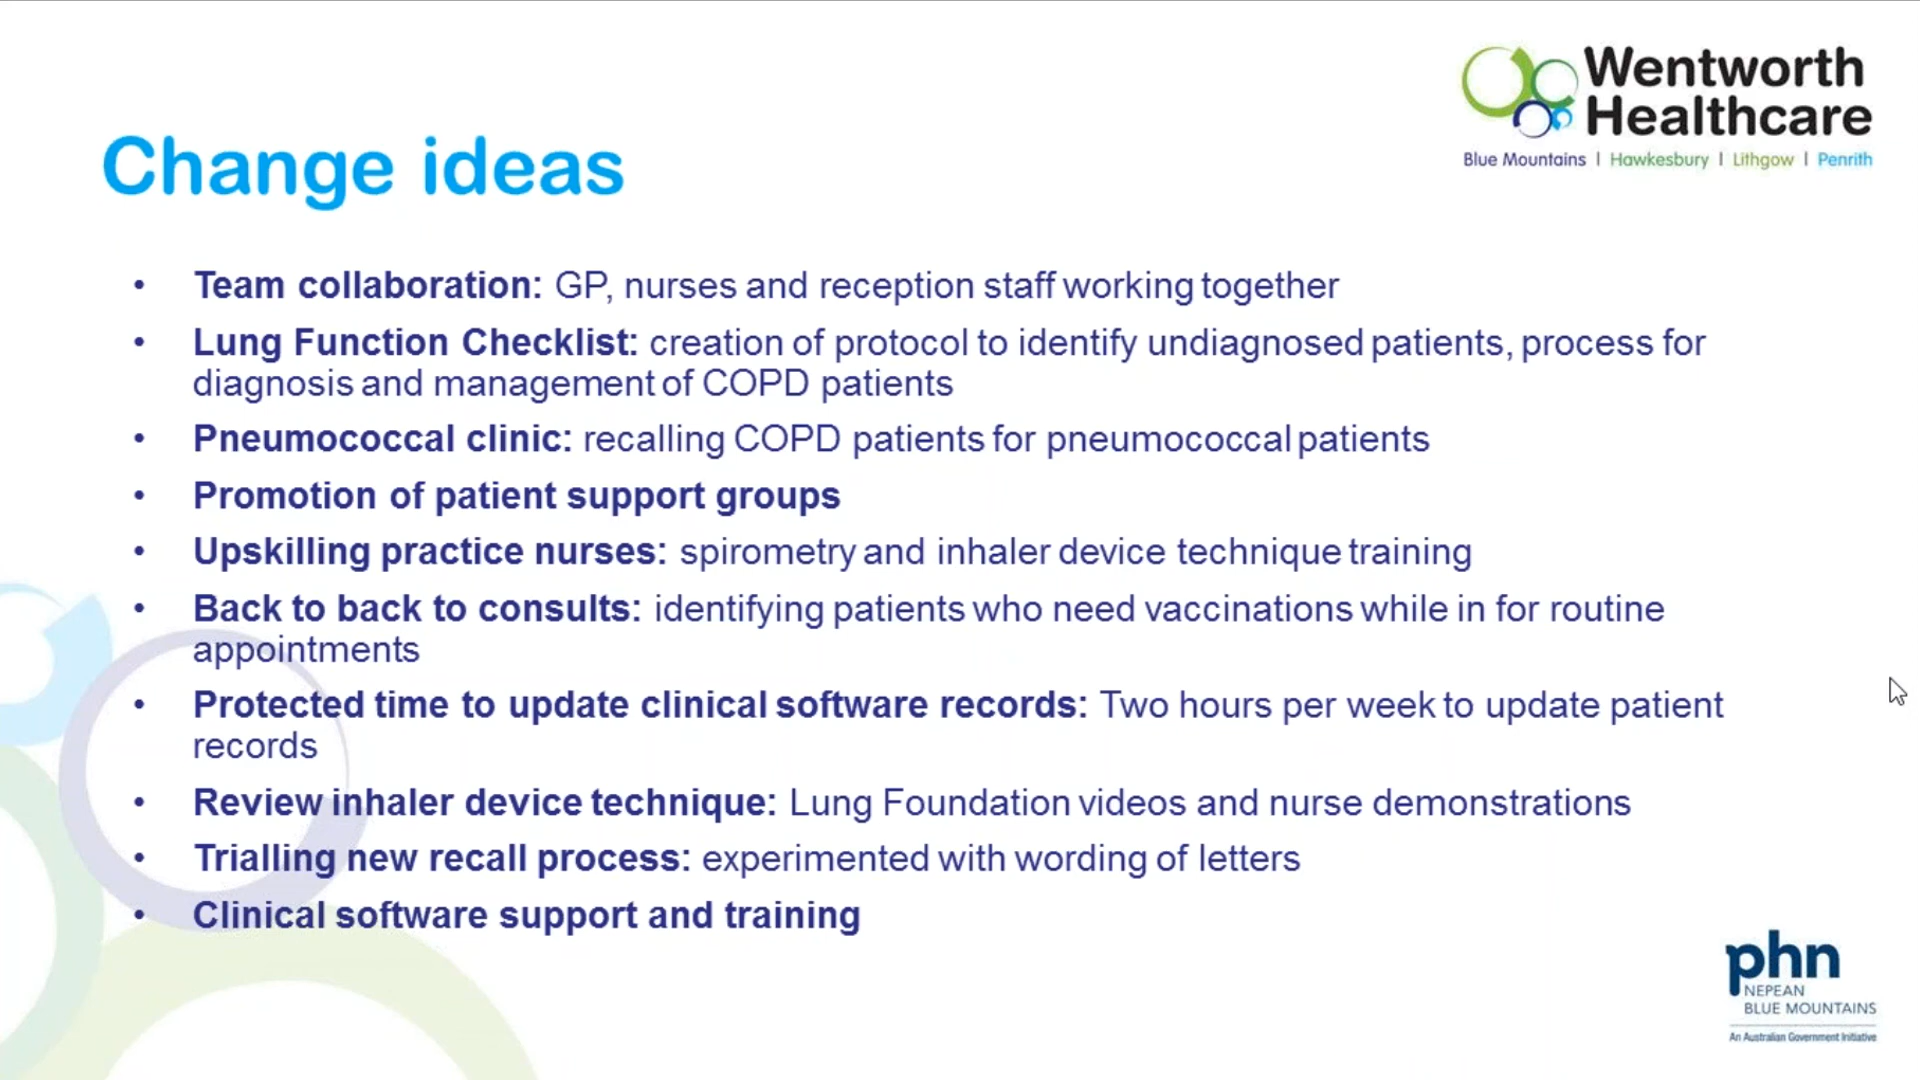 Wentworth
Healthcare
Blue Mountains | Hawkesbury | Lithgow | Penrith
Change ideas
• Team collaboration: GP, nurses and reception staff working together
• Lung Function Checklist: creation of protocol to identify undiagnosed patients, process for
diagnosis and management of COPD patients
• Pneumococcal clinic: recalling COPD patients for pneumococcal patients
• Promotion of patient support groups
• Upskilling practice nurses: spirometry and inhaler device technique training
• Back to back to consults: identifying patients who need vaccinations while in for routine
appointments
• Protected time to update clinical software records: Two hours per week to update patient
records
• Review inhaler device technique: Lung Foundation videos and nurse demonstrations
• Trialling new recall process: experimented with wording of letters
• Clinical software support and training
phn
NEPEAN
BLUE MOUNTAINS
An Australian Government Initiative